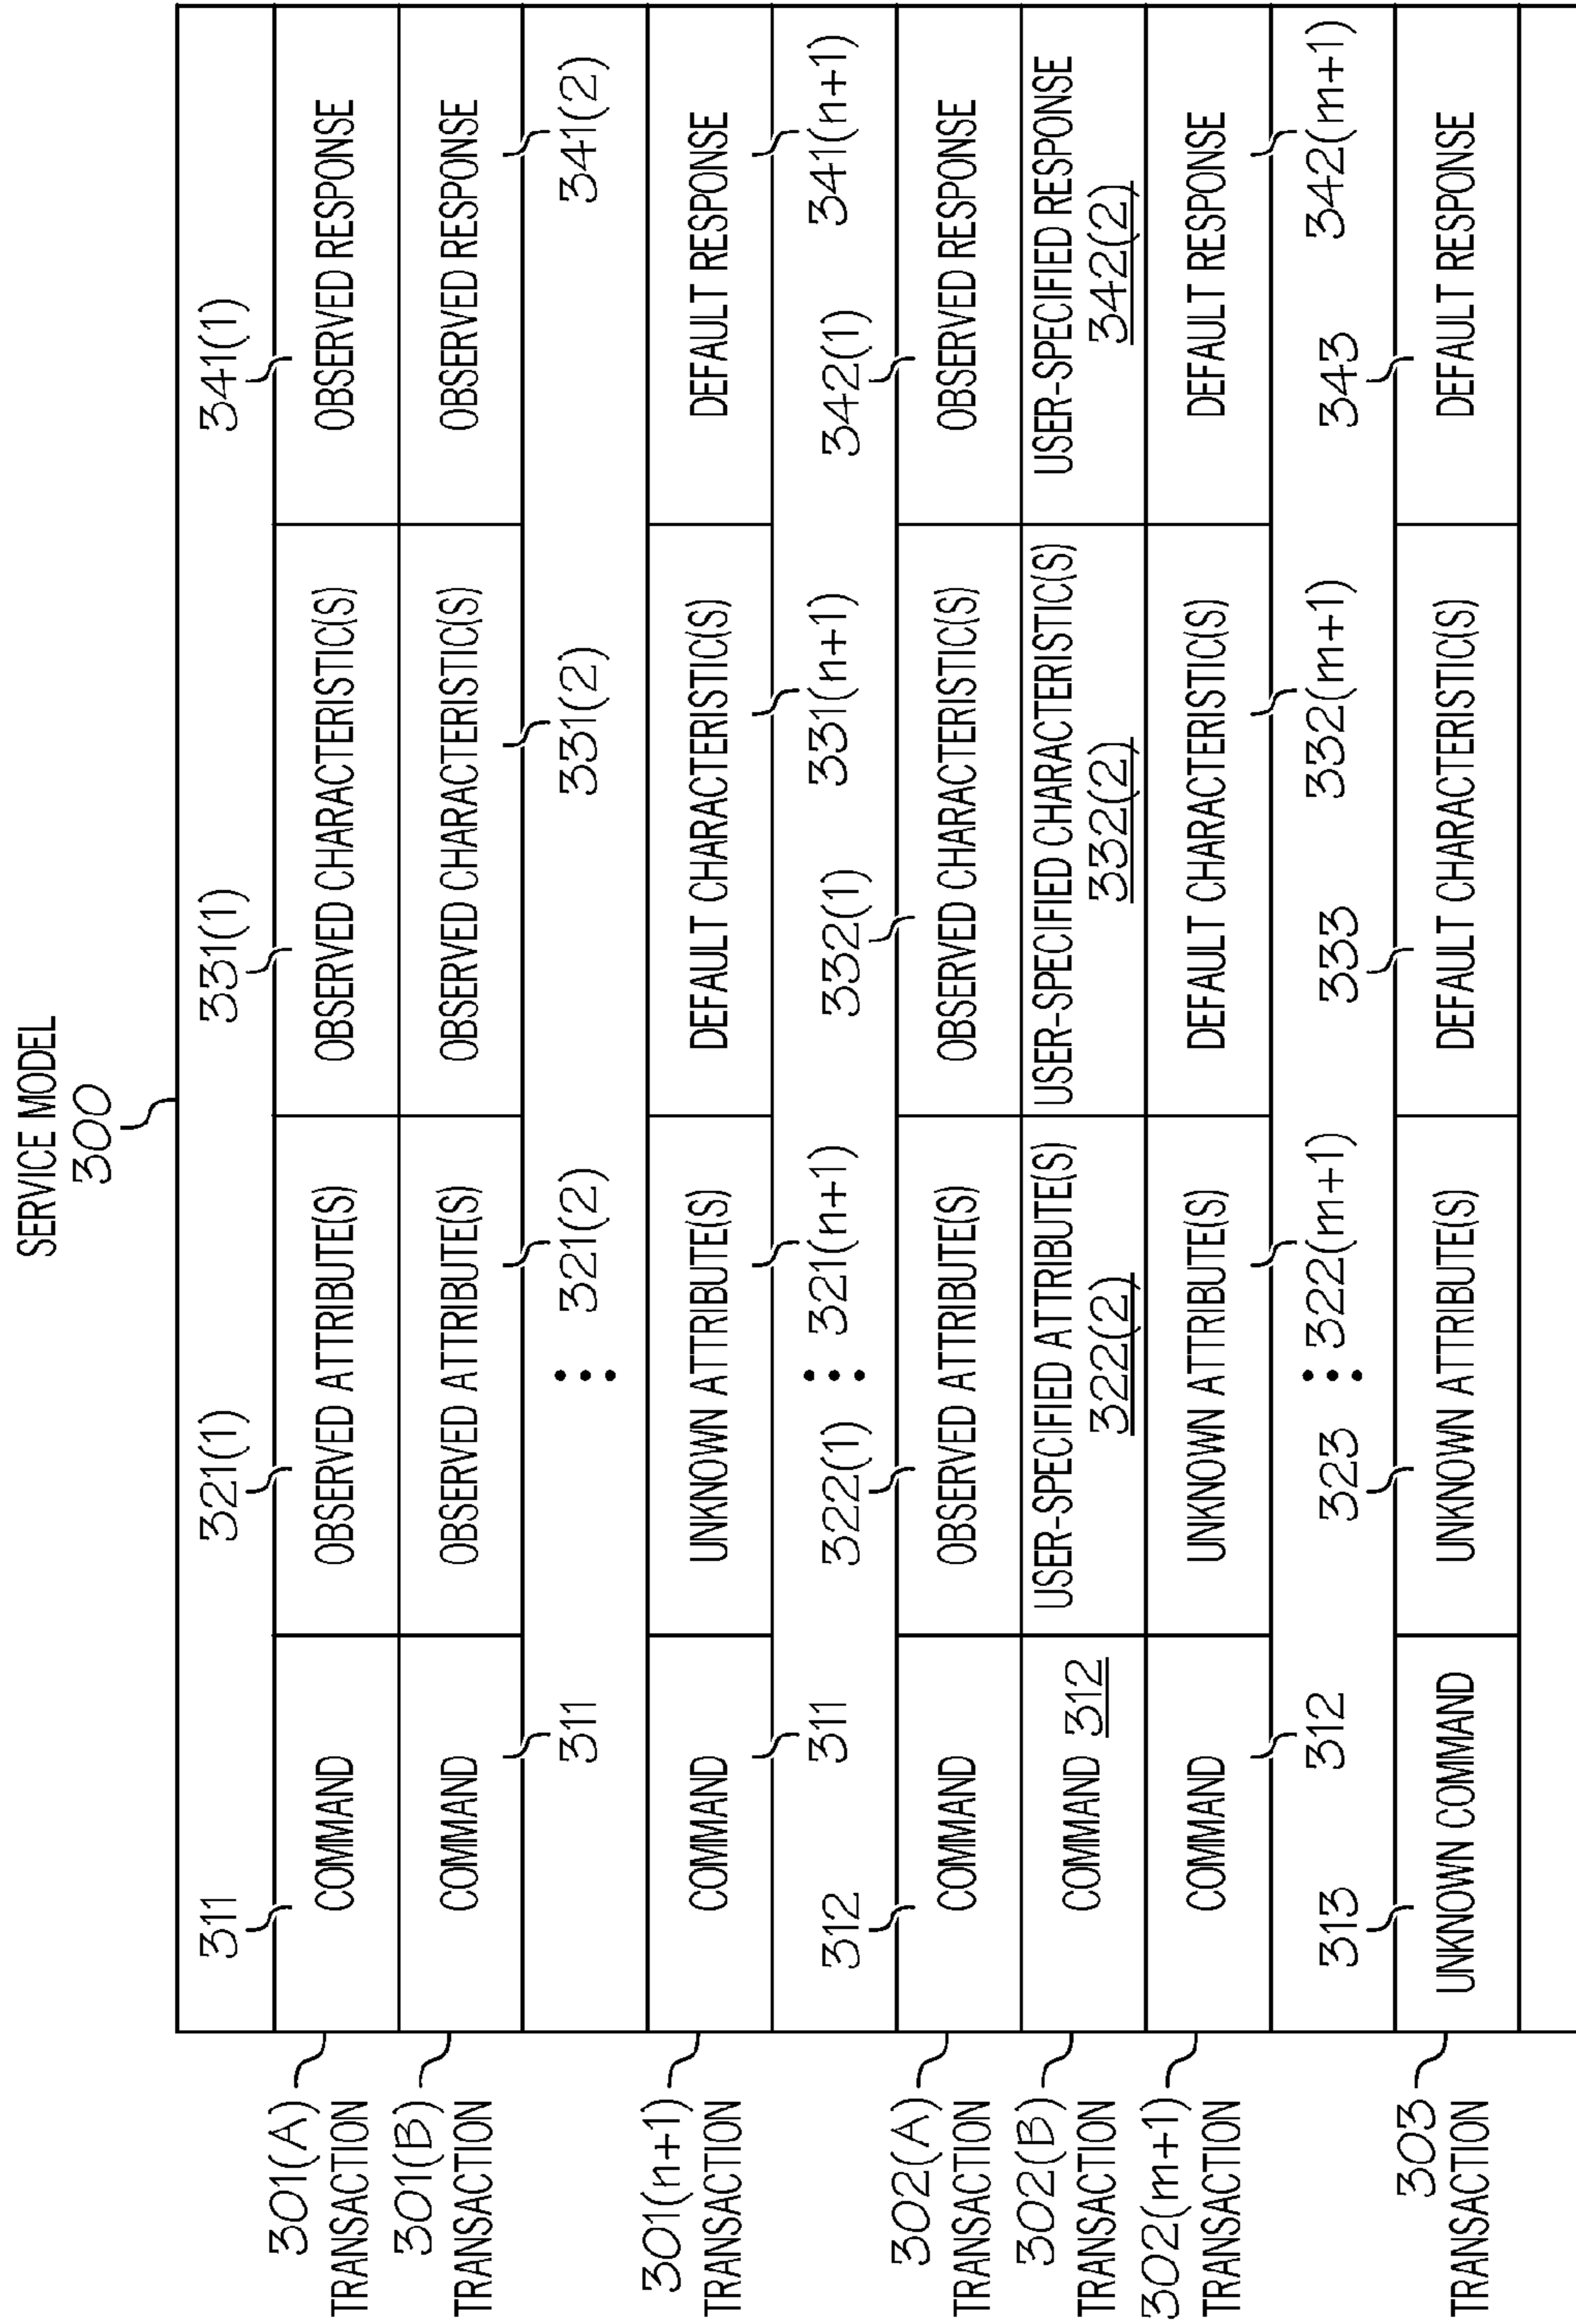 SERVICE MODEL
300
311 321(1) 331(1) 341(1)
301(A) TRANSACTION COMMAND OBSERVED ATTRIBUTE(S) OBSERVED CHARACTERISTIC(S) OBSERVED RESPONSE
301(B) TRANSACTION COMMAND OBSERVED ATTRIBUTE(S) OBSERVED CHARACTERISTIC(S) OBSERVED RESPONSE
311 321(2) 331(2) 341(2)
301(n+1) TRANSACTION COMMAND UNKNOWN ATTRIBUTE(S) DEFAULT CHARACTERISTIC(S) DEFAULT RESPONSE
311 321(n+1) 331(n+1) 341(n+1)
312 322(1) 332(1) 342(1)
302(A) TRANSACTION COMMAND OBSERVED ATTRIBUTE(S) OBSERVED CHARACTERISTIC(S) OBSERVED RESPONSE
302(B) TRANSACTION COMMAND 312 USER-SPECIFIED ATTRIBUTE(S) 322(2) USER-SPECIFIED CHARACTERISTIC(S) 332(2) USER-SPECIFIED RESPONSE 342(2)
302(m+1) TRANSACTION COMMAND UNKNOWN ATTRIBUTE(S) DEFAULT CHARACTERISTIC(S) DEFAULT RESPONSE
312 322(m+1) 332(m+1) 342(m+1)
313 323 333 343
303 TRANSACTION UNKNOWN COMMAND UNKNOWN ATTRIBUTE(S) DEFAULT CHARACTERISTIC(S) DEFAULT RESPONSE